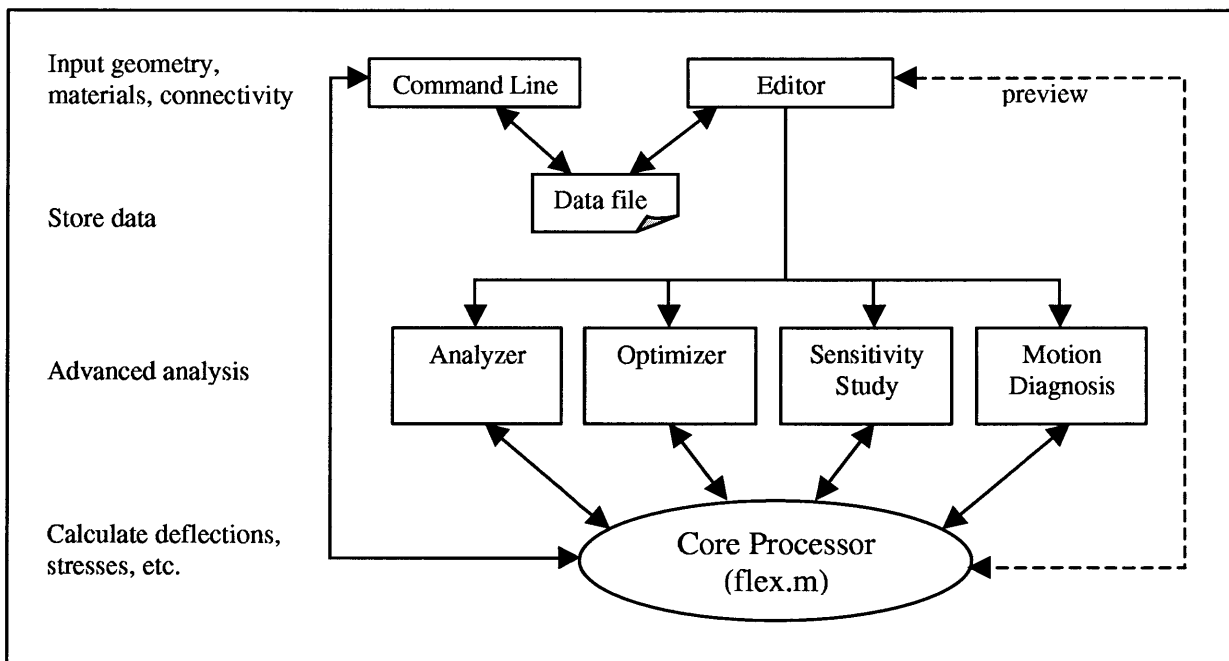 Input geometry,
materials, connectivity
Command Line
Editor
preview
Data file
Store data
Advanced analysis
Analyzer
Optimizer
Sensitivity
Study
Motion
Diagnosis
Calculate deflections,
stresses, etc.
Core Processor
(flex.m)